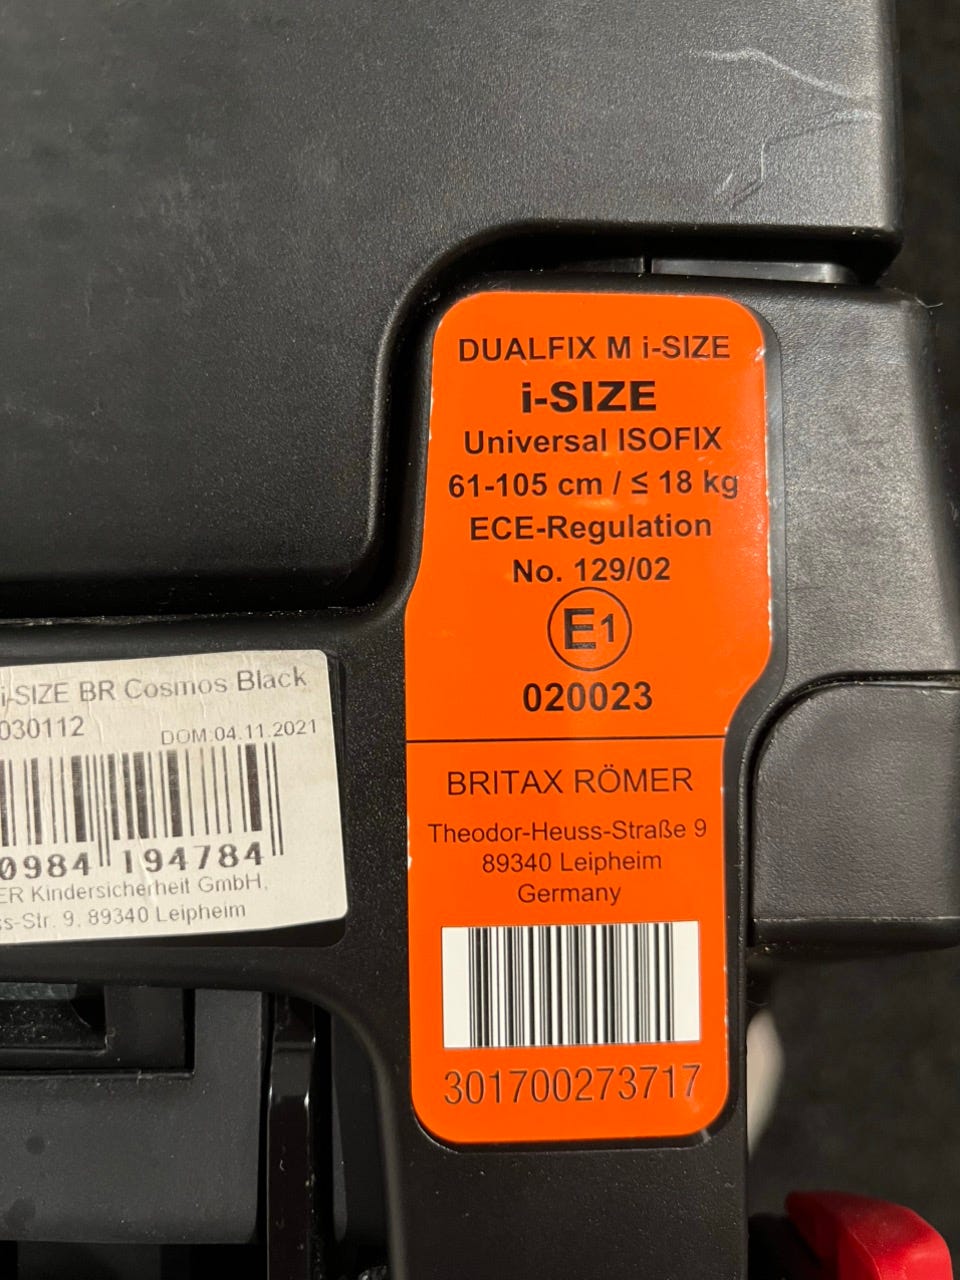 DUALFIX M i-SIZE
i-SIZE
Universal ISOFIX
61-105 cm / ≤ 18 kg
ECE-Regulation
No. 129/02
E1
020023
BRITAX RÖMER
Theodor-Heuss-Straße 9
89340 Leipheim
Germany
301700273717
i-SIZE BR Cosmos Black
030112
DOM:04.11.2021
0984 194784
ER Kindersicherheit GmbH,
ss-Str. 9, 89340 Leipheim